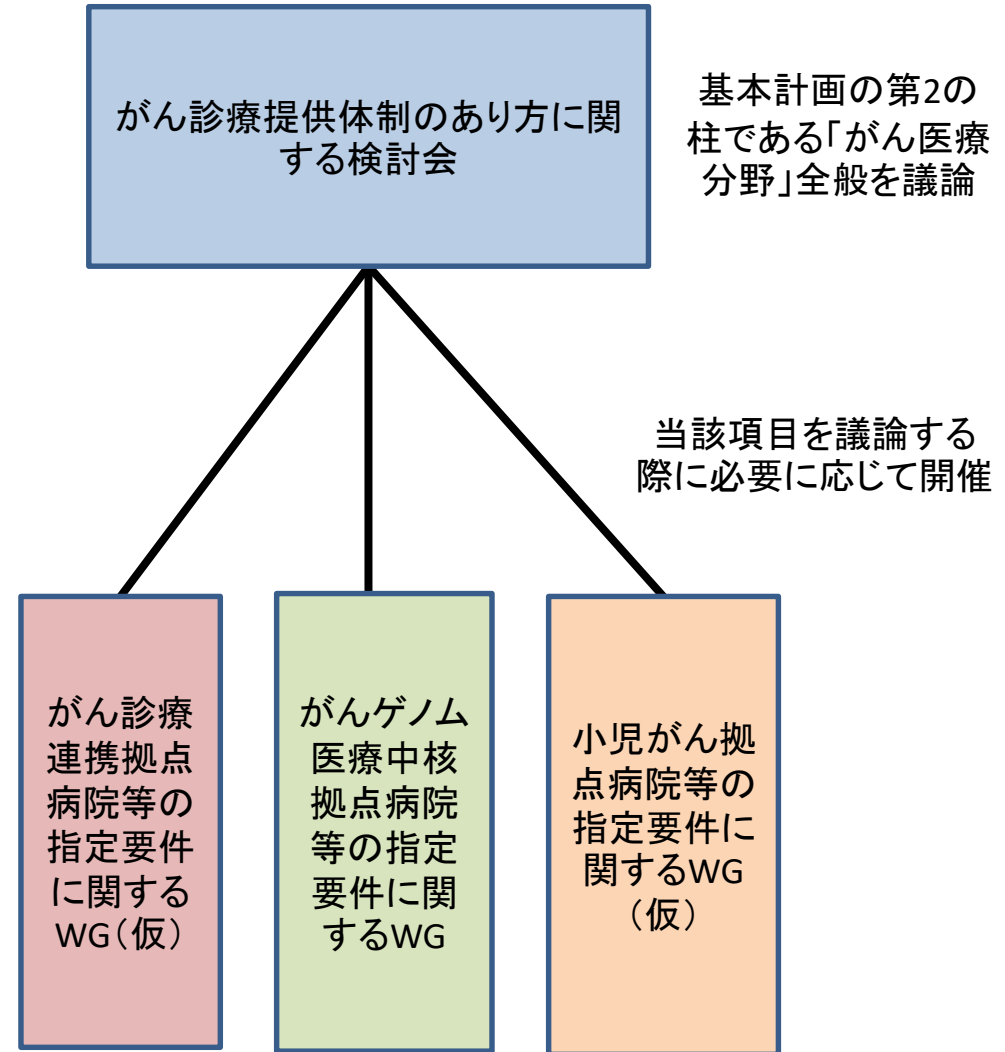 がん診療提供体制のあり方に関
する検討会
基本計画の第2の
柱である「がん医療
分野」全般を議論
当該項目を議論する
際に必要に応じて開催
がん診療
連携拠点
病院等の
指定要件
に関する
WG（仮）
がんゲノム
医療中核
拠点病院
等の指定
要件に関
するWG
小児がん拠
点病院等の
指定要件に
関するWG
（仮）